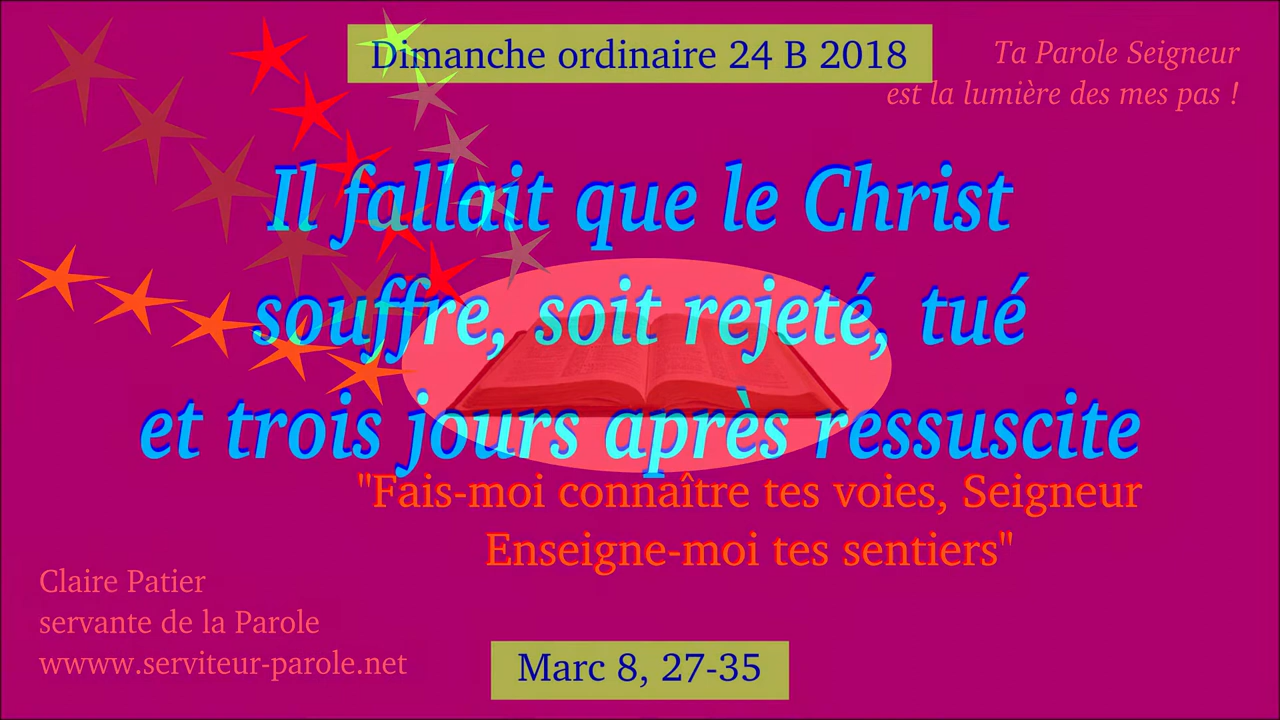 Dimanche ordinaire 24 B 2018
Ta Parole Seigneur
est la lumière des mes pas !
Il fallait que le Christ
souffre, soit rejeté, tué
et trois jours après ressuscite
"Fais-moi connaître tes voies, Seigneur
Enseigne-moi tes sentiers"
Claire Patier
servante de la Parole
wwww.serviteur-parole.net
Marc 8, 27-35